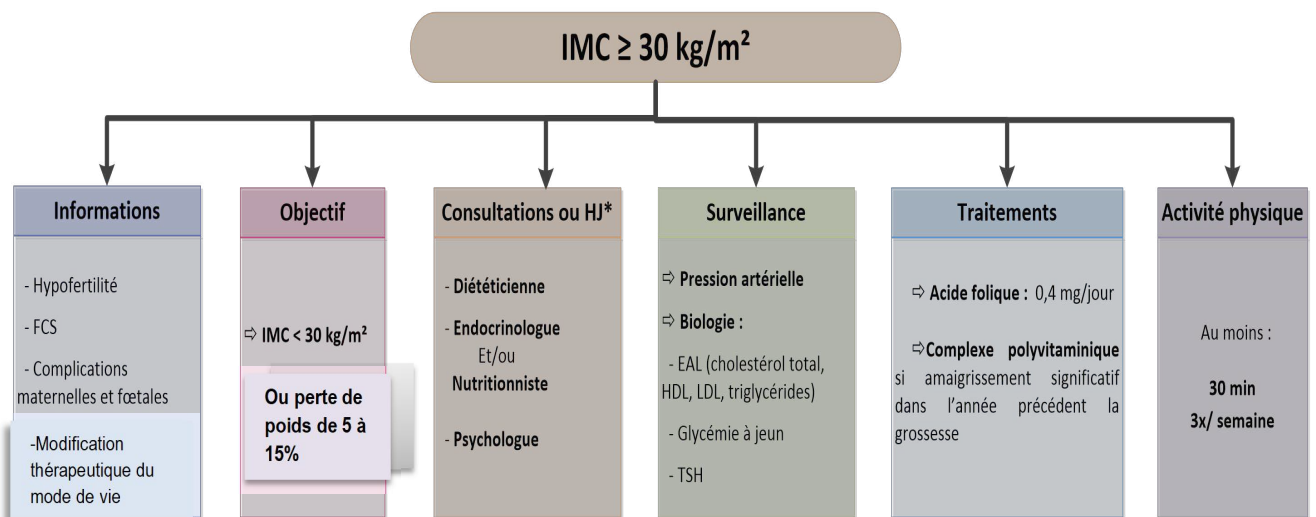 IMC ≥ 30 kg/m²
Informations
- Hypofertilité
- FCS
- Complications
maternelles et fœtales
-Modification
thérapeutique du
mode de vie
Objectif
⇨ IMC < 30 kg/m²
Ou perte de
poids de 5 à
15%
Consultations ou HJ*
- Diététicienne
- Endocrinologue
Et/ou
Nutritionniste
- Psychologue
Surveillance
⇨ Pression artérielle
⇨ Biologie :
- EAL (cholestérol total,
HDL, LDL, triglycérides)
- Glycémie à jeun
- TSH
Traitements
⇨ Acide folique : 0,4 mg/jour
⇨Complexe polyvitaminique
si amaigrissement significatif
dans l’année précédent la
grossesse
Activité physique
Au moins :
30 min
3x/ semaine